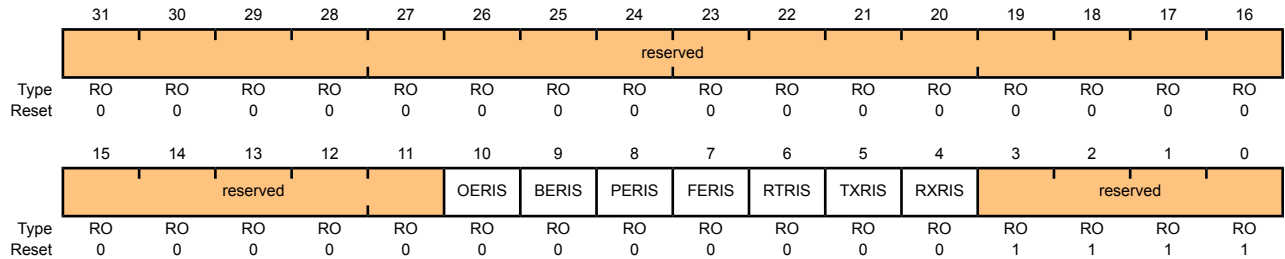 31 30 29 28 27 26 25 24 23 22 21 20 19 18 17 16
reserved
Type RO RO RO RO RO RO RO RO RO RO RO RO RO RO RO RO
Reset 0 0 0 0 0 0 0 0 0 0 0 0 0 0 0 0
15 14 13 12 11 10 9 8 7 6 5 4 3 2 1 0
reserved OERIS BERIS PERIS FERIS RTRIS TXRIS RXRIS reserved
Type RO RO RO RO RO RO RO RO RO RO RO RO RO RO RO RO
Reset 0 0 0 0 0 0 0 0 0 0 0 0 1 1 1 1